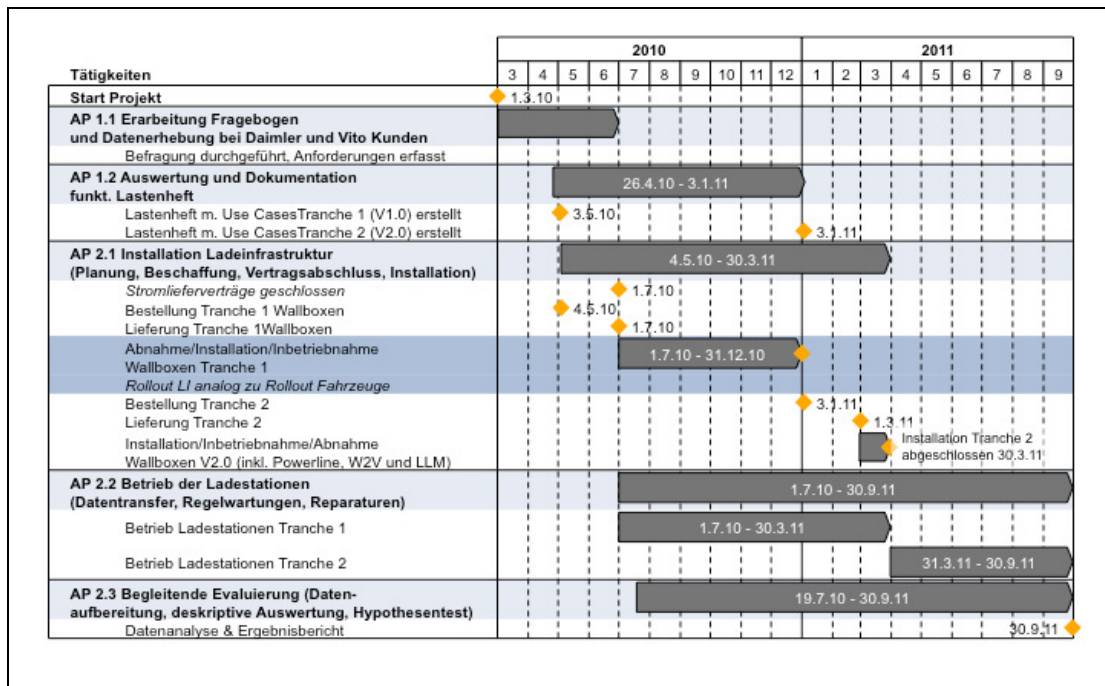 2010 2011
Tätigkeiten 3 4 5 6 7 8 9 10 11 12 1 2 3 4 5 6 7 8 9
Start Projekt 1.3.10
AP 1.1 Erarbeitung Fragebogen
und Datenerhebung bei Daimler und Vito Kunden
Befragung durchgeführt, Anforderungen erfasst
AP 1.2 Auswertung und Dokumentation
funkt. Lastenheft
26.4.10 - 3.1.11
Lastenheft m. Use CasesTranche 1 (V1.0) erstellt 3.5.10
Lastenheft m. Use CasesTranche 2 (V2.0) erstellt 3.1.11
AP 2.1 Installation Ladeinfrastruktur
(Planung, Beschaffung, Vertragsabschluss, Installation)
4.5.10 - 30.3.11
Stromlieferverträge geschlossen 1.7.10
Bestellung Tranche 1 Wallboxen 4.5.10
Lieferung Tranche 1Wallboxen 1.7.10
Abnahme/Installation/Inbetriebnahme
Wallboxen Tranche 1
1.7.10 - 31.12.10
Rollout LI analog zu Rollout Fahrzeuge
Bestellung Tranche 2 3.1.11
Lieferung Tranche 2 1.3.11
Installation/Inbetriebnahme/Abnahme
Wallboxen V2.0 (inkl. Powerline, W2V und LLM)
Installation Tranche 2
abgeschlossen 30.3.11
AP 2.2 Betrieb der Ladestationen
(Datentransfer, Regelwartungen, Reparaturen)
1.7.10 - 30.9.11
Betrieb Ladestationen Tranche 1 1.7.10 - 30.3.11
Betrieb Ladestationen Tranche 2 31.3.11 - 30.9.11
AP 2.3 Begleitende Evaluierung (Daten-
aufbereitung, deskriptive Auswertung, Hypothesentest)
19.7.10 - 30.9.11
Datenanalyse & Ergebnisbericht 30.9.11